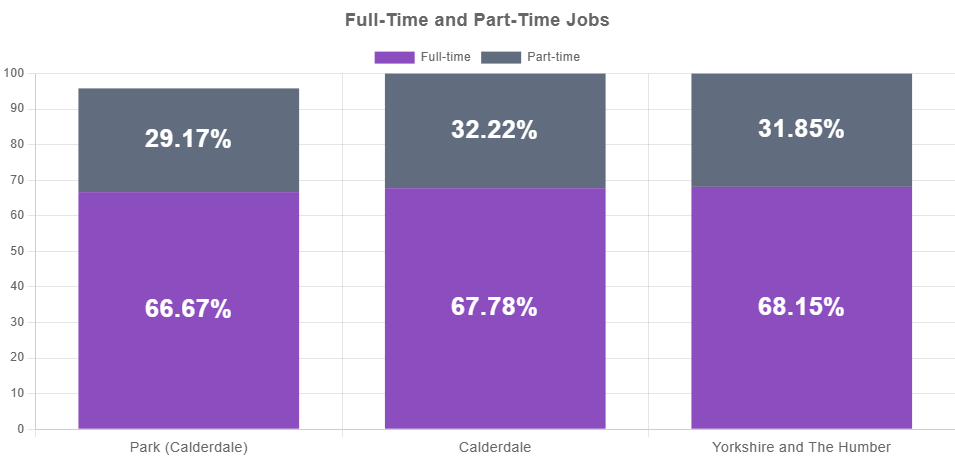 Full-Time and Part-Time Jobs
Full-time Part-time
100
90
80
70
60
50
40
30
20
10
0
29.17% 32.22% 31.85%
66.67% 67.78% 68.15%
Park (Calderdale) Calderdale Yorkshire and The Humber